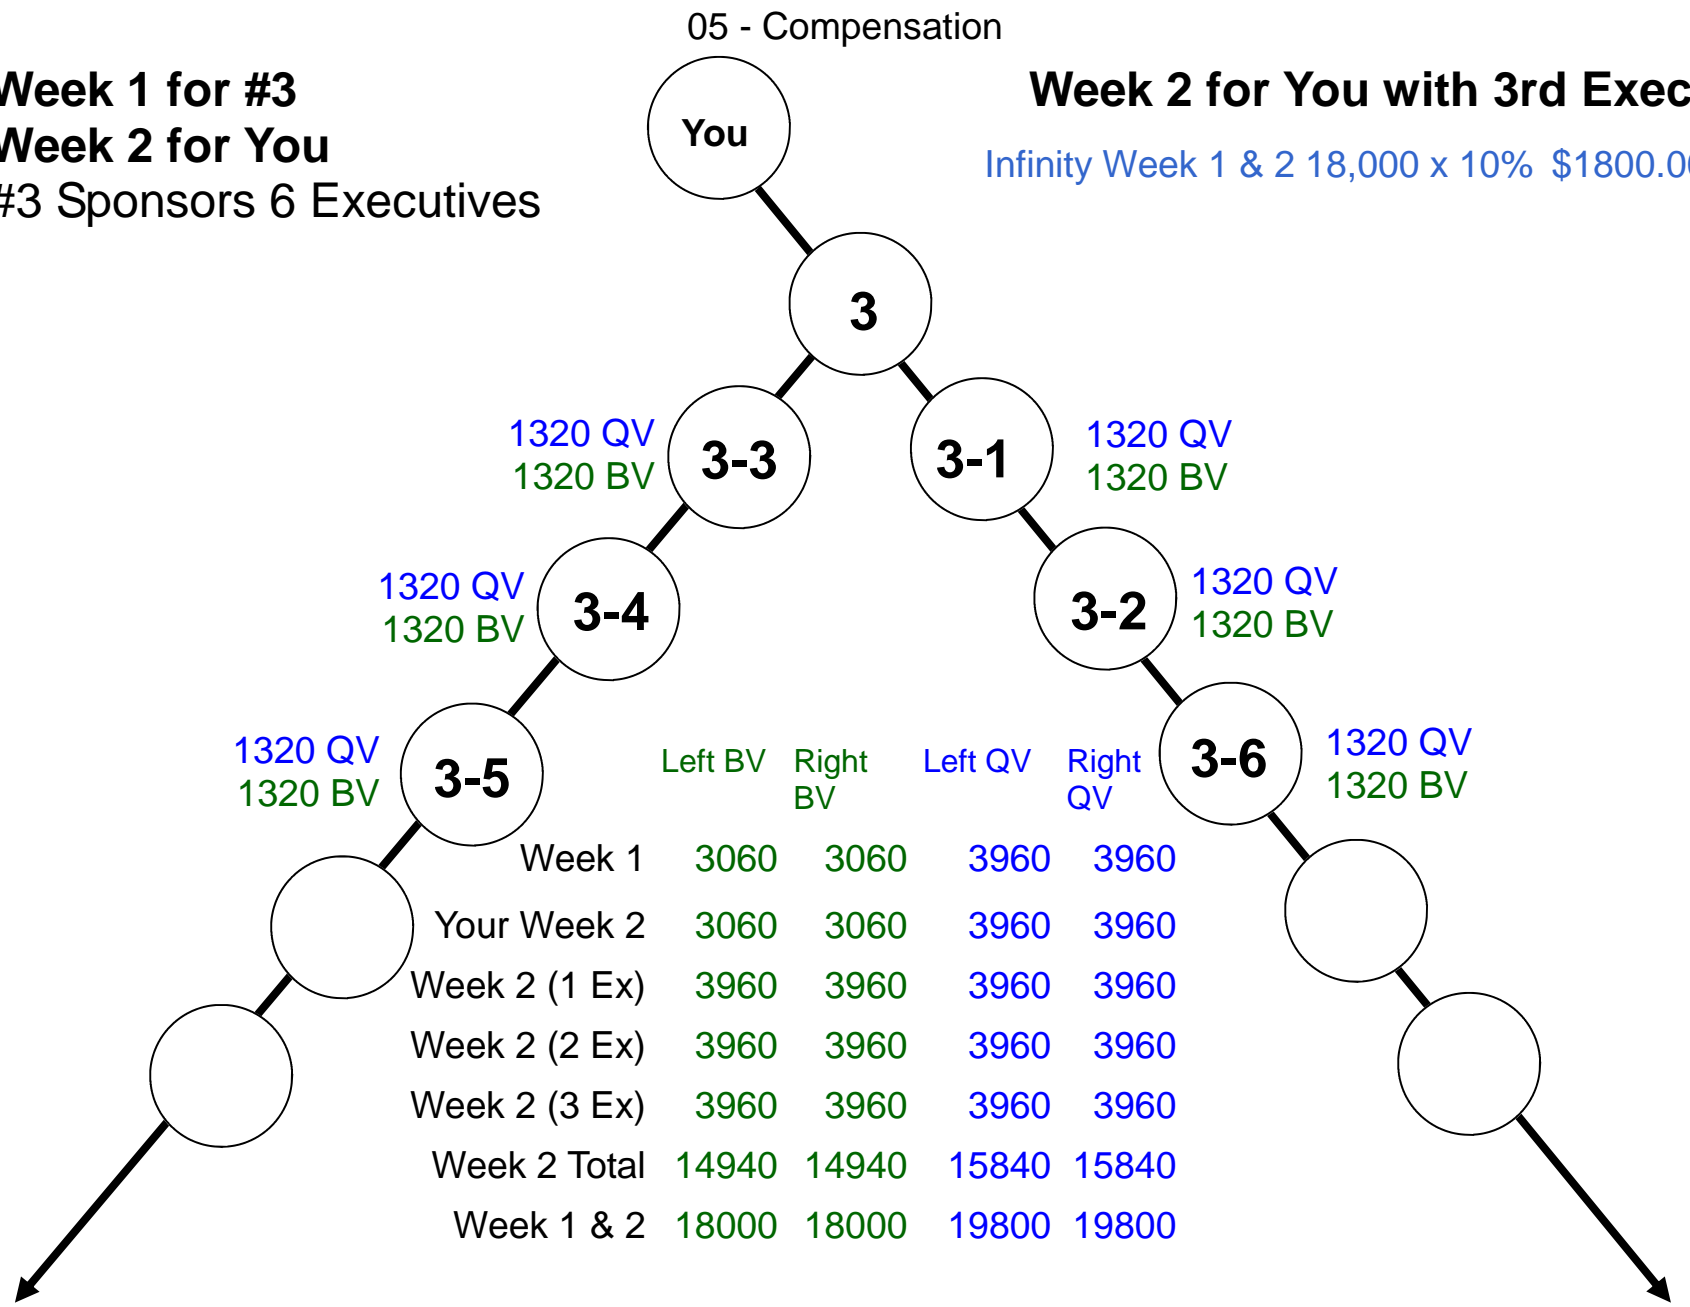 05 - Compensation
Week 1 for #3
Week 2 for You
#3 Sponsors 6 Executives
Week 2 for You with 3rd Exec
Infinity Week 1 & 2 18,000 x 10% $1800.00
You
3
3-3
1320 QV
1320 BV
3-1
1320 QV
1320 BV
3-4
1320 QV
1320 BV
3-2
1320 QV
1320 BV
3-5
1320 QV
1320 BV
3-6
1320 QV
1320 BV
Left BV Right BV Left QV Right QV
Week 1 3060 3060 3960 3960
Your Week 2 3060 3060 3960 3960
Week 2 (1 Ex) 3960 3960 3960 3960
Week 2 (2 Ex) 3960 3960 3960 3960
Week 2 (3 Ex) 3960 3960 3960 3960
Week 2 Total 14940 14940 15840 15840
Week 1 & 2 18000 18000 19800 19800